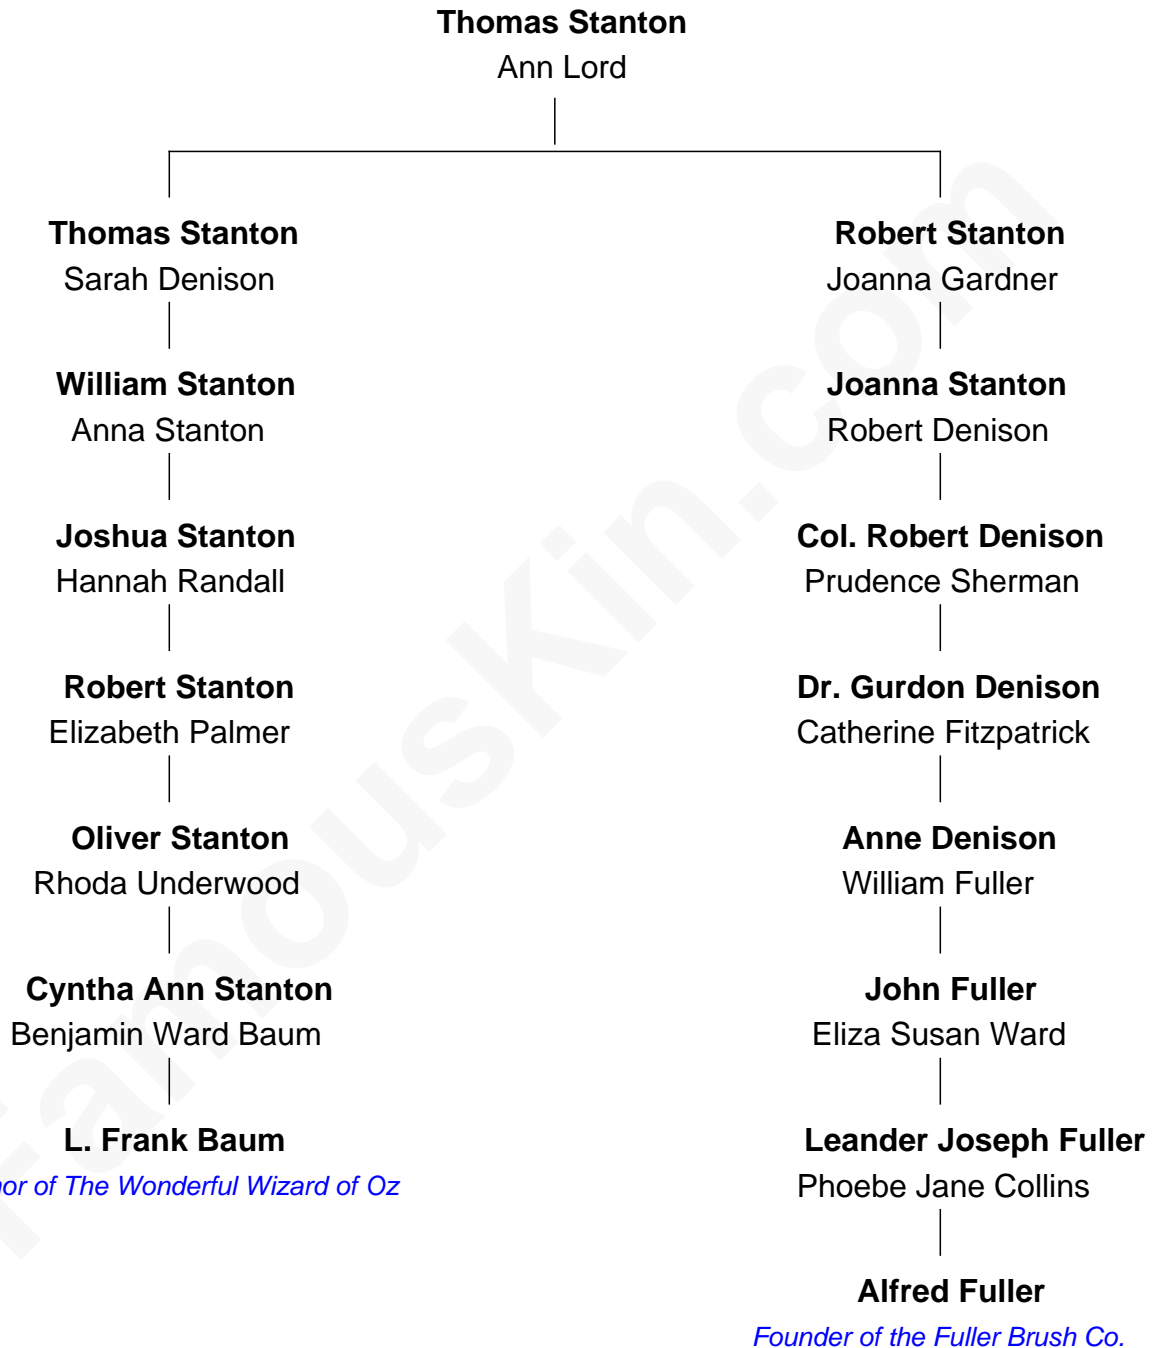 Thomas Stanton
Ann Lord
Thomas Stanton
Sarah Denison
William Stanton
Anna Stanton
Joshua Stanton
Hannah Randall
Robert Stanton
Elizabeth Palmer
Oliver Stanton
Rhoda Underwood
Cyntha Ann Stanton
Benjamin Ward Baum
L. Frank Baum
of The Wonderful Wizard of Oz
Robert Stanton
Joanna Gardner
Joanna Stanton
Robert Denison
Col. Robert Denison
Prudence Sherman
Dr. Gurdon Denison
Catherine Fitzpatrick
Anne Denison
William Fuller
John Fuller
Eliza Susan Ward
Leander Joseph Fuller
Phoebe Jane Collins
Alfred Fuller
Founder of the Fuller Brush Co.
FamousKin.com